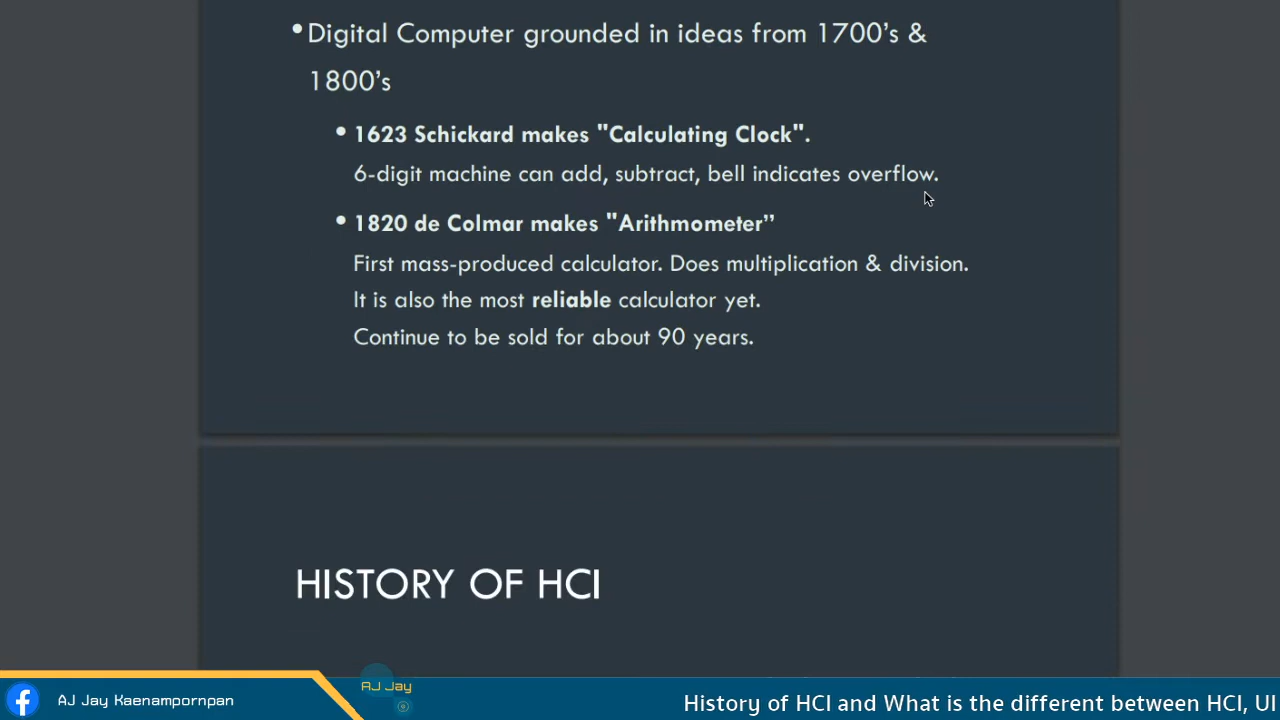 • Digital Computer grounded in ideas from 1700’s &
1800’s
• 1623 Schickard makes "Calculating Clock".
6-digit machine can add, subtract, bell indicates overflow.
• 1820 de Colmar makes "Arithmometer”
First mass-produced calculator. Does multiplication & division.
It is also the most reliable calculator yet.
Continue to be sold for about 90 years.
HISTORY OF HCI
AJ Jay
AJ Jay Kaenampornpan
History of HCI and What is the different between HCI, UI